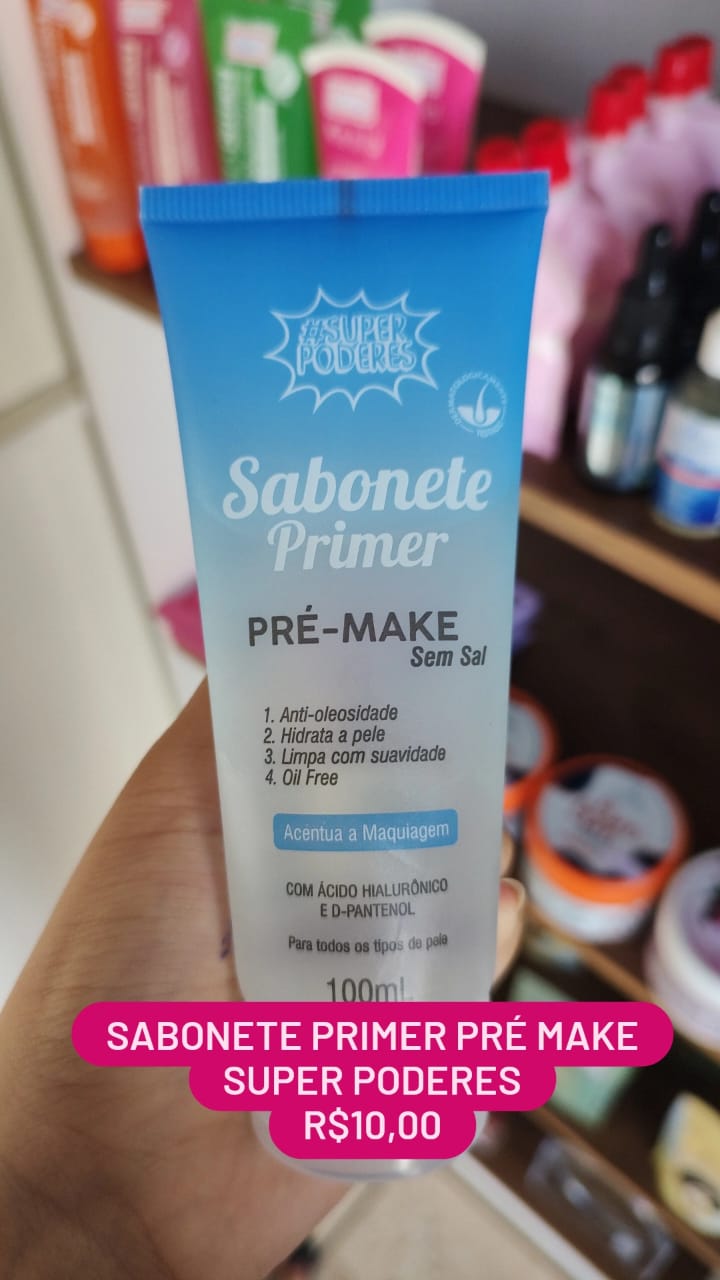 #SUPER
PODERES
DERMATOLOGICAMENTE
TESTADO
Sabonete
Primer
PRÉ-MAKE
Sem Sal
1. Anti-oleosidade
2. Hidrata a pele
3. Limpa com suavidade
4. Oil Free
Acentua a Maquiagem
COM ÁCIDO HIALURÔNICO
E D-PANTENOL
Para todos os tipos de pele
100mL
SABONETE PRIMER PRÉ MAKE
SUPER PODERES
R$10,00